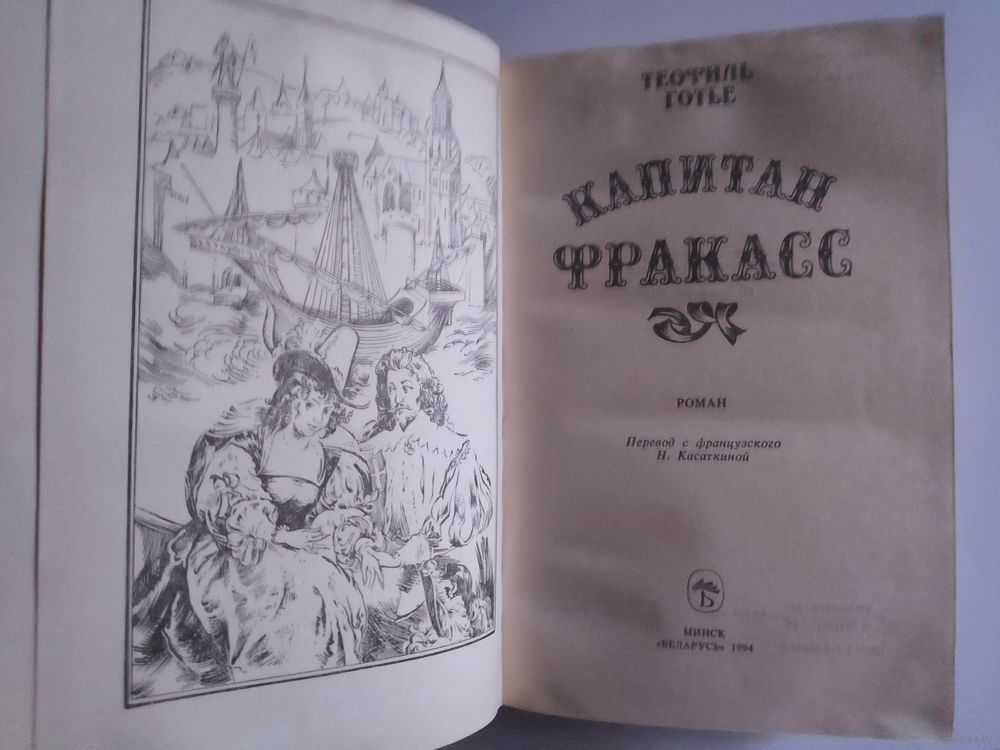 ТЕОФИЛЬ
ГОТЬЕ
КАПИТАН
ФРАКАСС
РОМАН
Перевод с французского
Н. Касаткиной
Б
МИНСК
«БЕЛАРУСЬ» 1994